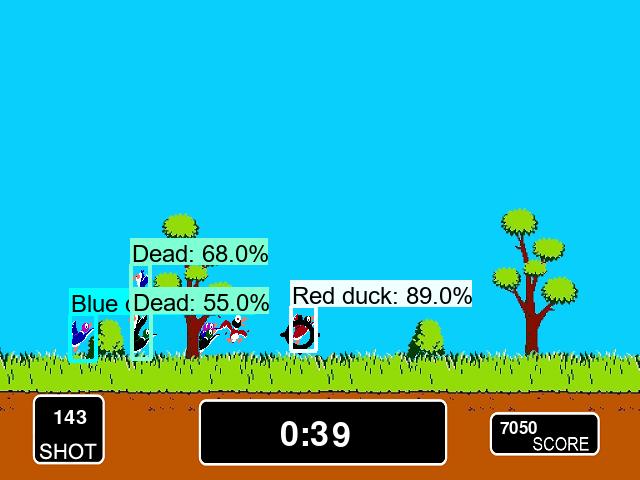 Dead: 68.0%
Blue
Dead: 55.0%
Red duck: 89.0%
143
SHOT
0:39
7050
SCORE